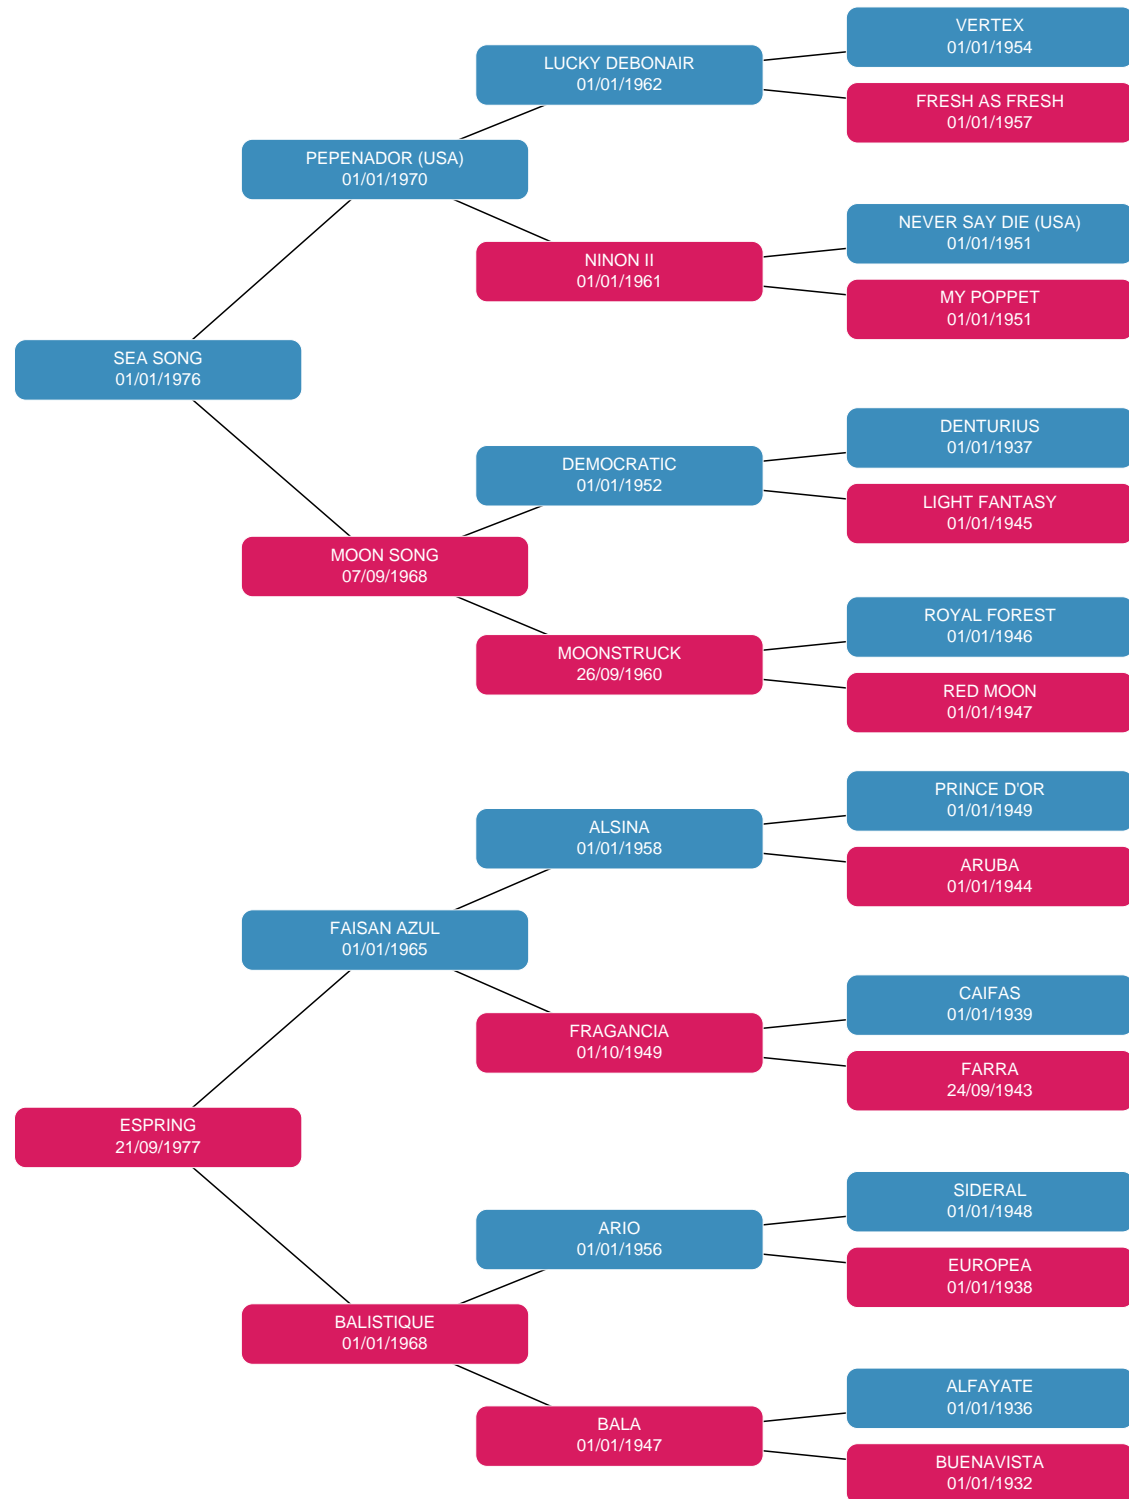 VERTEX
01/01/1954
LUCKY DEBONAIR
01/01/1962
FRESH AS FRESH
01/01/1957
PEPENADOR (USA)
01/01/1970
NEVER SAY DIE (USA)
01/01/1951
NINON II
01/01/1961
MY POPPET
01/01/1951
SEA SONG
01/01/1976
DENTURIUS
01/01/1937
DEMOCRATIC
01/01/1952
LIGHT FANTASY
01/01/1945
MOON SONG
07/09/1968
ROYAL FOREST
01/01/1946
MOONSTRUCK
26/09/1960
RED MOON
01/01/1947
PRINCE D'OR
01/01/1949
ALSINA
01/01/1958
ARUBA
01/01/1944
FAISAN AZUL
01/01/1965
CAIFAS
01/01/1939
FRAGANCIA
01/10/1949
FARRA
24/09/1943
ESPRING
21/09/1977
SIDERAL
01/01/1948
ARIO
01/01/1956
EUROPEA
01/01/1938
BALISTIQUE
01/01/1968
ALFAYATE
01/01/1936
BALA
01/01/1947
BUENAVISTA
01/01/1932